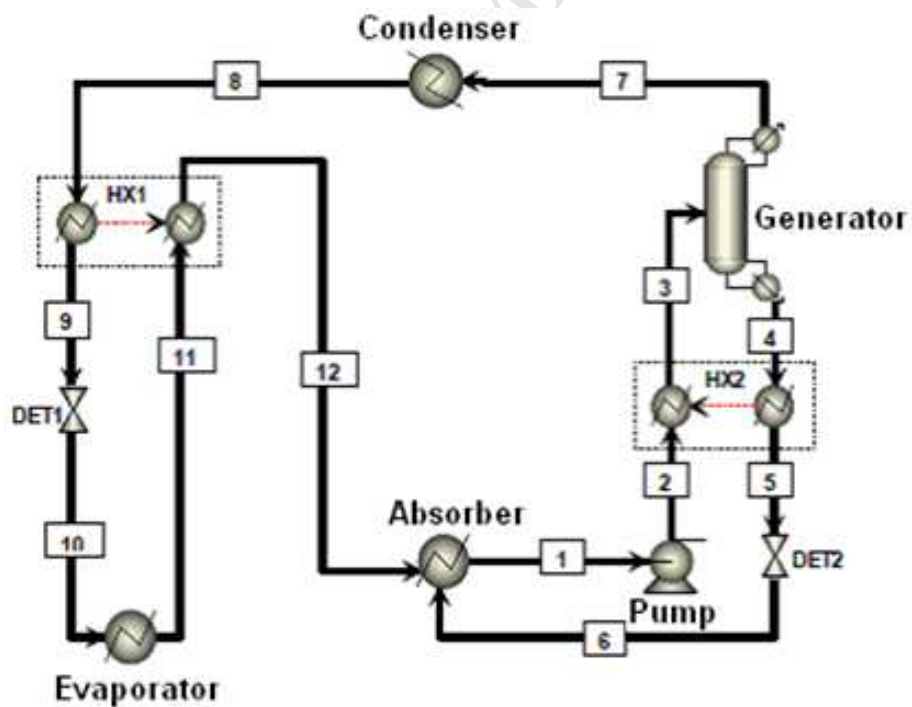 Condenser
8
7
HX1
Generator
9
11
12
3
4
HX2
DET1
2
5
10
Absorber
1
DET2
Pump
6
Evaporator